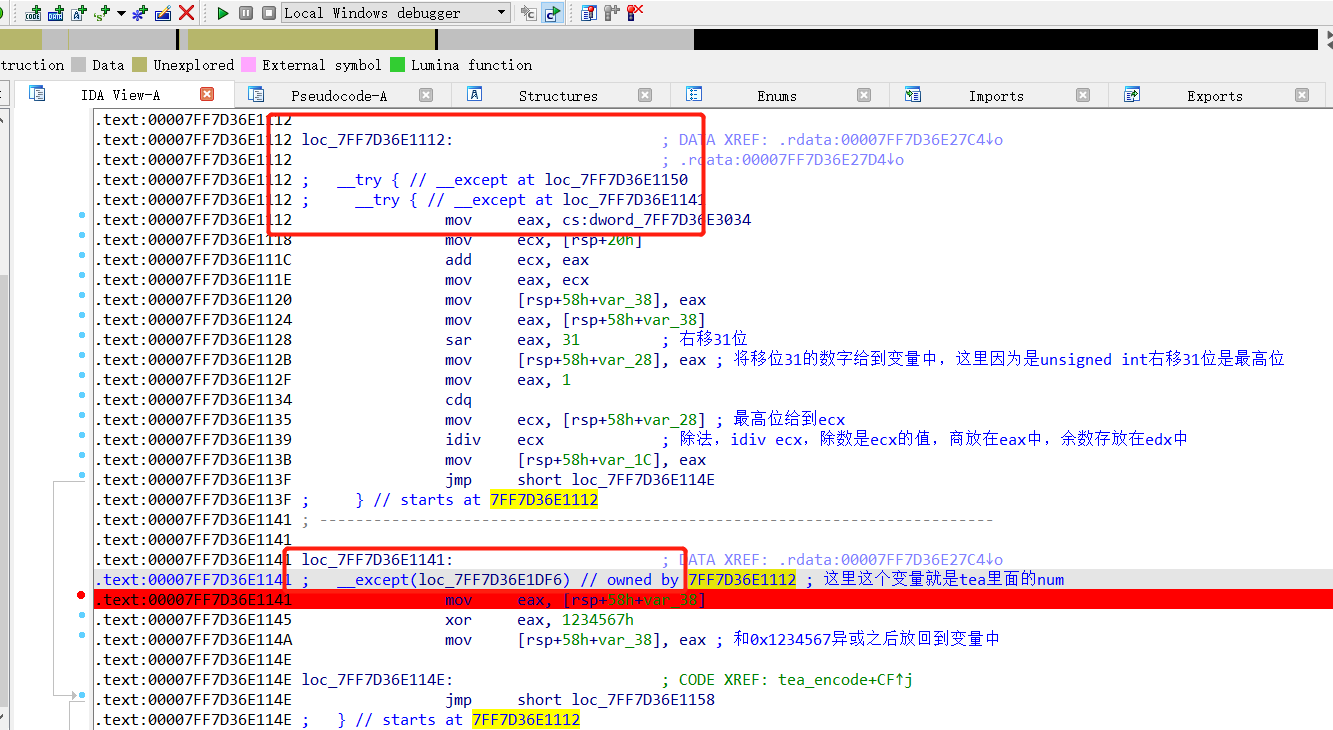 Local Windows debugger
truction Data Unexplored External symbol Lumina function
IDA View-A Pseudocode-A Structures Enums Imports Exports
.text:00007FF7D36E1112
.text:00007FF7D36E1112 loc_7FF7D36E1112: ; DATA XREF: .rdata:00007FF7D36E27C4↓o
.text:00007FF7D36E1112 ; .rdata:00007FF7D36E27D4↓o
.text:00007FF7D36E1112 ; __try { // __except at loc_7FF7D36E1150
.text:00007FF7D36E1112 ; __try { // __except at loc_7FF7D36E1141
.text:00007FF7D36E1112 mov eax, cs:dword_7FF7D36E3034
.text:00007FF7D36E1118 mov ecx, [rsp+20h]
.text:00007FF7D36E111C add ecx, eax
.text:00007FF7D36E111E mov eax, ecx
.text:00007FF7D36E1120 mov [rsp+58h+var_38], eax
.text:00007FF7D36E1124 mov eax, [rsp+58h+var_38]
.text:00007FF7D36E1128 sar eax, 31 ; 右移31位
.text:00007FF7D36E112B mov [rsp+58h+var_28], eax ; 将移位31的数字给到变量中，这里因为是unsigned int右移31位是最高位
.text:00007FF7D36E112F mov eax, 1
.text:00007FF7D36E1134 cdq
.text:00007FF7D36E1135 mov ecx, [rsp+58h+var_28] ; 最高位给到ecx
.text:00007FF7D36E1139 idiv ecx ; 除法，idiv ecx，除数是ecx的值，商放在eax中，余数存放在edx中
.text:00007FF7D36E113B mov [rsp+58h+var_1C], eax
.text:00007FF7D36E113F jmp short loc_7FF7D36E114E
.text:00007FF7D36E113F ; } // starts at 7FF7D36E1112
.text:00007FF7D36E1141 ; ---------------------------------------------------------------------------
.text:00007FF7D36E1141
.text:00007FF7D36E1141 loc_7FF7D36E1141: ; DATA XREF: .rdata:00007FF7D36E27C4↓o
.text:00007FF7D36E1141 ; __except(loc_7FF7D36E1DF6) // owned by 7FF7D36E1112 ; 这里这个变量就是tea里面的num
.text:00007FF7D36E1141 mov eax, [rsp+58h+var_38]
.text:00007FF7D36E1145 xor eax, 1234567h
.text:00007FF7D36E114A mov [rsp+58h+var_38], eax ; 和0x1234567异或之后放回到变量中
.text:00007FF7D36E114E
.text:00007FF7D36E114E loc_7FF7D36E114E: ; CODE XREF: tea_encode+CF↑j
.text:00007FF7D36E114E jmp short loc_7FF7D36E1158
.text:00007FF7D36E114E ; } // starts at 7FF7D36E1112